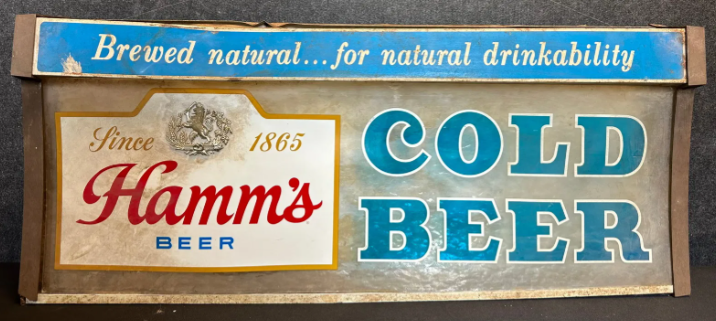 Brewed natural...for natural drinkability
Since 1865
Hamm's
BEER
COLD
BEER